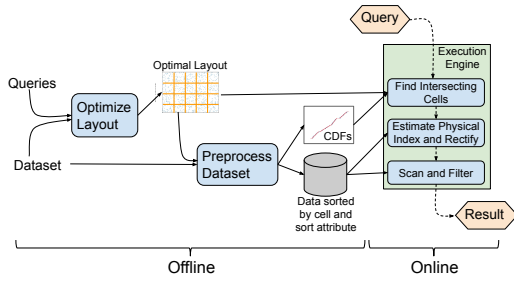 Query
Execution
Engine
Optimal Layout
Queries
Optimize
Layout
Find Intersecting
Cells
CDFs
Estimate Physical
Index and Rectify
Preprocess
Dataset
Dataset
Scan and Filter
Data sorted
by cell and
sort attribute
Result
Offline
Online